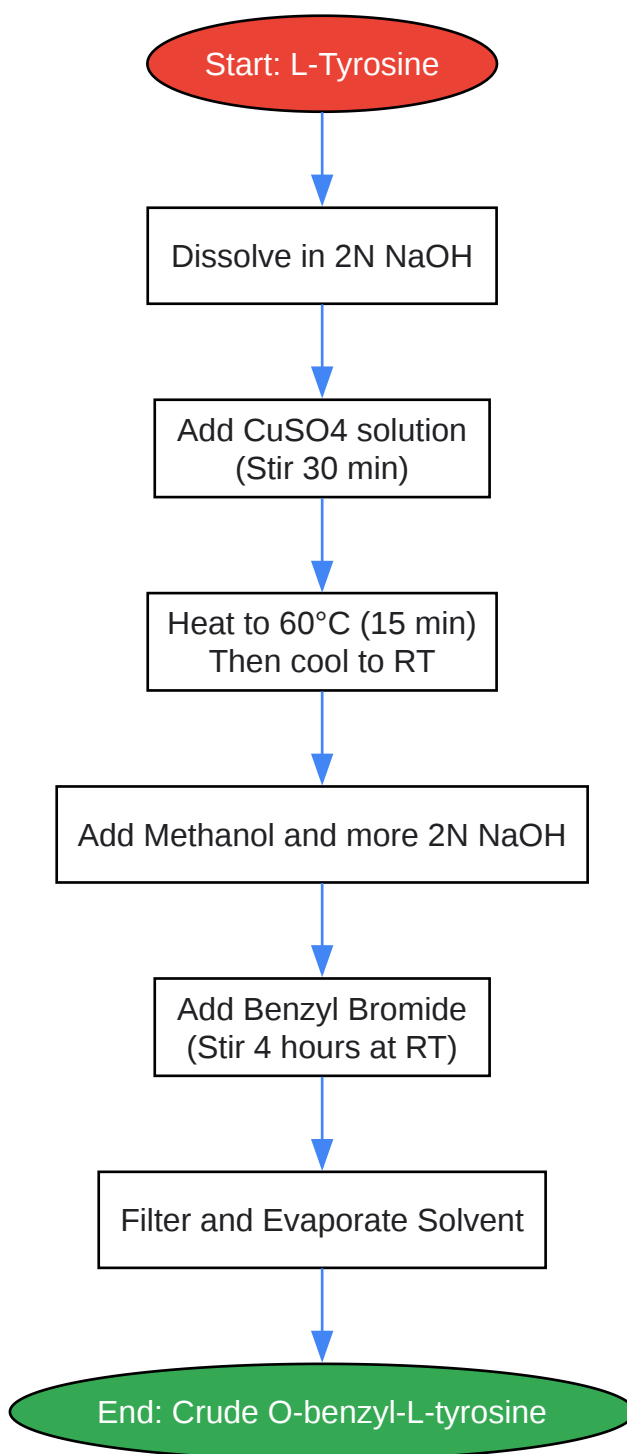 Start: L-Tyrosine
Dissolve in 2N NaOH
Add CuSO4 solution
(Stir 30 min)
Heat to 60°C (15 min)
Then cool to RT
Add Methanol and more 2N NaOH
Add Benzyl Bromide
(Stir 4 hours at RT)
Filter and Evaporate Solvent
End: Crude O-benzyl-L-tyrosine